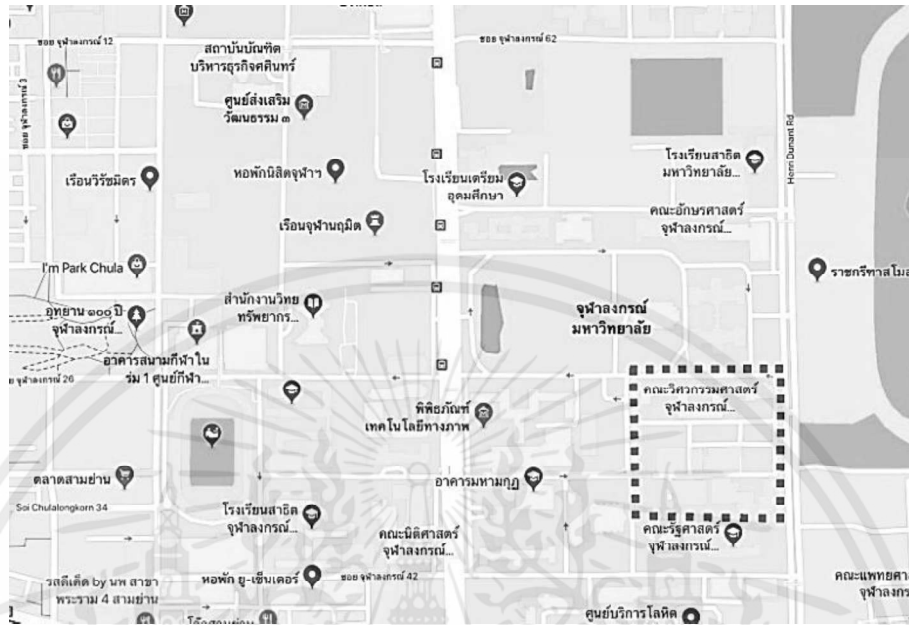 ซอย จุฬาลงกรณ์ 12
ซอย จุฬาลงกรณ์ 62
สถาบันบัณฑิต
บริหารธุรกิจศศินทร์
ซอย จุฬาลงกรณ์ 3
ศูนย์ส่งเสริม
วัฒนธรรม ๓
Henri Dunant Rd
โรงเรียนสาธิต
มหาวิทยาลัย...
เรือนวิรัชมิตร
หอพักนิสิตจุฬาฯ
โรงเรียนเตรียม
อุดมศึกษา
คณะอักษรศาสตร์
จุฬาลงกรณ์...
เรือนจุฬานฤมิต
I'm Park Chula
ราชกรีฑาสโมส
อุทยาน ๑๐๐ ปี
จุฬาลงกรณ์...
สำนักงานวิทย
ทรัพยากร...
จุฬาลงกรณ์
มหาวิทยาลัย
อาคารสนามกีฬาใน
ร่ม 1 ศูนย์กีฬา...
ย จุฬาลงกรณ์ 26
คณะวิศวกรรมศาสตร์
จุฬาลงกรณ์...
พิพิธภัณฑ์
เทคโนโลยีทางภาพ
ตลาดสามย่าน
อาคารมหามกุฏ
Soi Chulalongkorn 34
โรงเรียนสาธิต
จุฬาลงกรณ์...
คณะนิติศาสตร์
จุฬาลงกรณ์...
คณะรัฐศาสตร์
จุฬาลงกรณ์...
รสดีเด็ด by นพ สาขา
พระราม 4 สามย่าน
หอพัก ยู-เซ็นเตอร์
ซอย จุฬาลงกรณ์ 42
คณะแพทยศา
จุฬาลงกรณ์...
ศูนย์บริการโลหิต